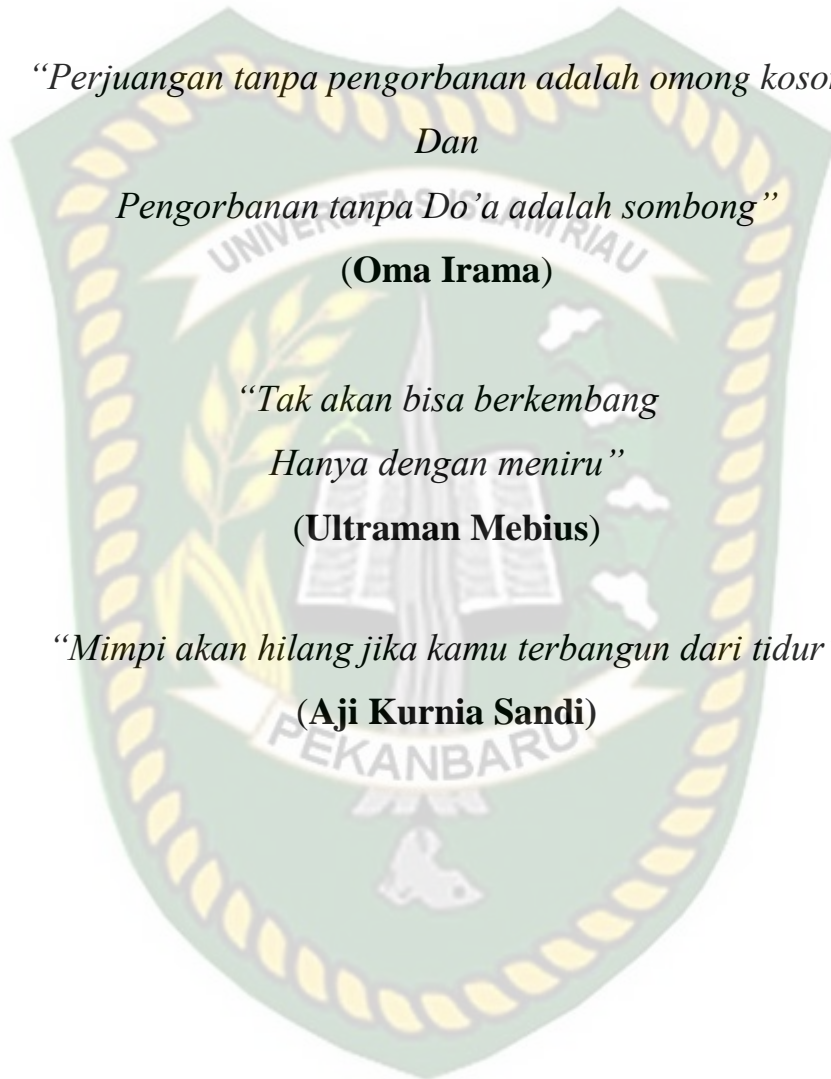 “Perjuangan tanpa pengorbanan adalah omong
Dan
Pengorbanan tanpa Do’a adalah sombong”
UNIVERSITAS ISLAM RIAU
(Oma Irama)
“Tak akan bisa berkembang
Hanya dengan meniru”
(Ultraman Mebius)
“Mimpi akan hilang jika kamu terbangun dari tidur
(Aji Kurnia Sandi)
PEKANBARU